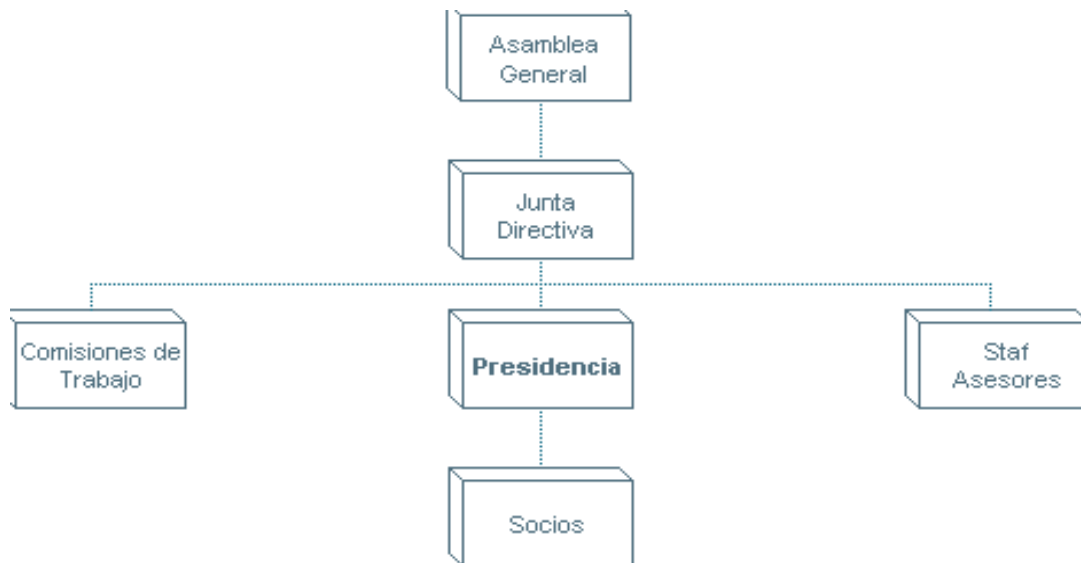 Asamblea
General
Junta
Directiva
Comisiones de
Trabajo
Presidencia
Staf
Asesores
Socios